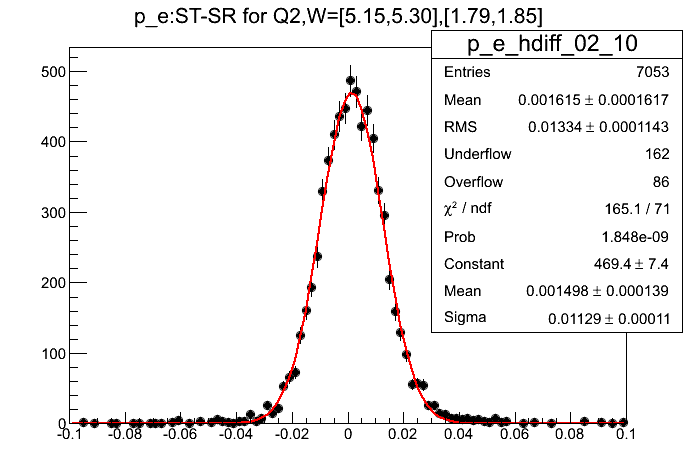 p_e:ST-SR for Q2,W=[5.15,5.30],[1.79,1.85]
p_e_hdiff_02_10
Entries 7053
Mean 0.001615 ± 0.0001617
RMS 0.01334 ± 0.0001143
Underflow 162
Overflow 86
χ² / ndf 165.1 / 71
Prob 1.848e-09
Constant 469.4 ± 7.4
Mean 0.001498 ± 0.000139
Sigma 0.01129 ± 0.00011
500
400
300
200
100
0
-0.1 -0.08 -0.06 -0.04 -0.02 0 0.02 0.04 0.06 0.08 0.1